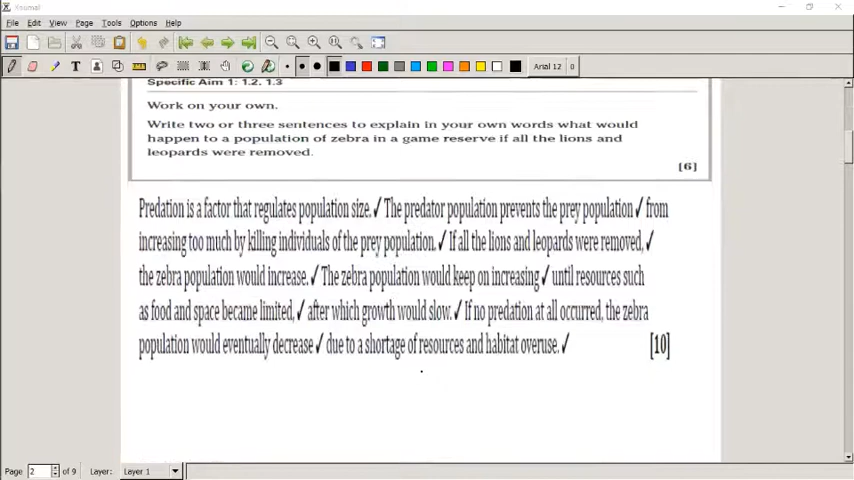 Xournal
File Edit View Page Tools Options Help
Arial 12 0
Specific Aim 1: 1.2, 1.3
Work on your own.
Write two or three sentences to explain in your own words what would
happen to a population of zebra in a game reserve if all the lions and
leopards were removed.
[6]
Predation is a factor that regulates population size. ✓ The predator population prevents the prey population ✓ from
increasing too much by killing individuals of the prey population. ✓ If all the lions and leopards were removed, ✓
the zebra population would increase. ✓ The zebra population would keep on increasing ✓ until resources such
as food and space became limited, ✓ after which growth would slow. ✓ If no predation at all occurred, the zebra
population would eventually decrease ✓ due to a shortage of resources and habitat overuse. ✓ [10]
Page 2 of 9 Layer: Layer 1